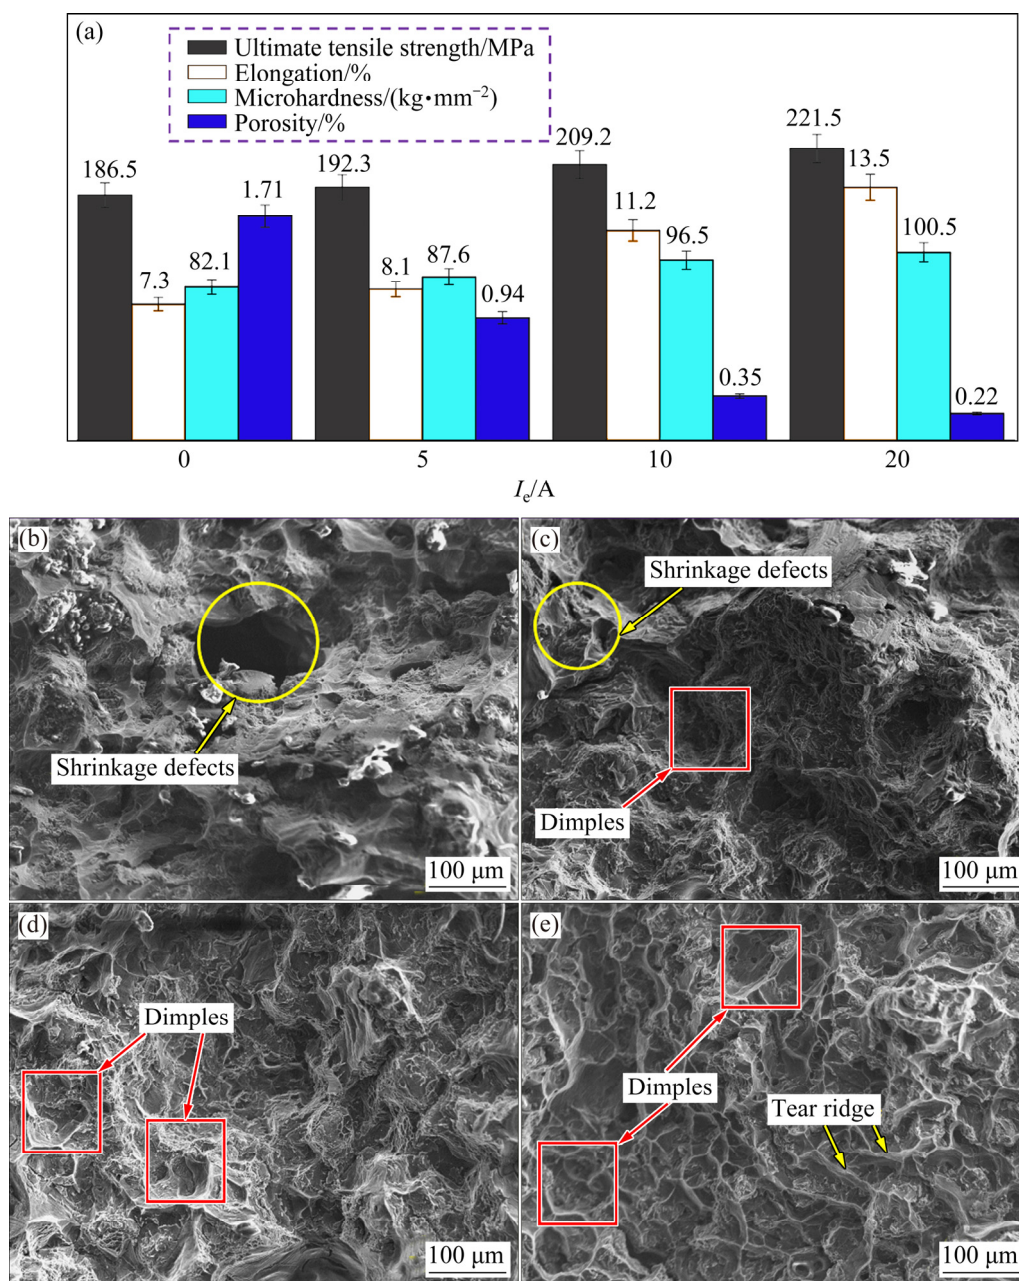 (a)
Ultimate tensile strength/MPa
Elongation/%
Microhardness/(kg•mm⁻²)
Porosity/%
186.5
7.3
82.1
1.71
192.3
8.1
87.6
0.94
209.2
11.2
96.5
0.35
221.5
13.5
100.5
0.22
0 5 10 20
Iₑ/A
(b)
Shrinkage defects
100 μm
(c)
Shrinkage defects
Dimples
100 μm
(d)
Dimples
100 μm
(e)
Dimples
Tear ridge
100 μm